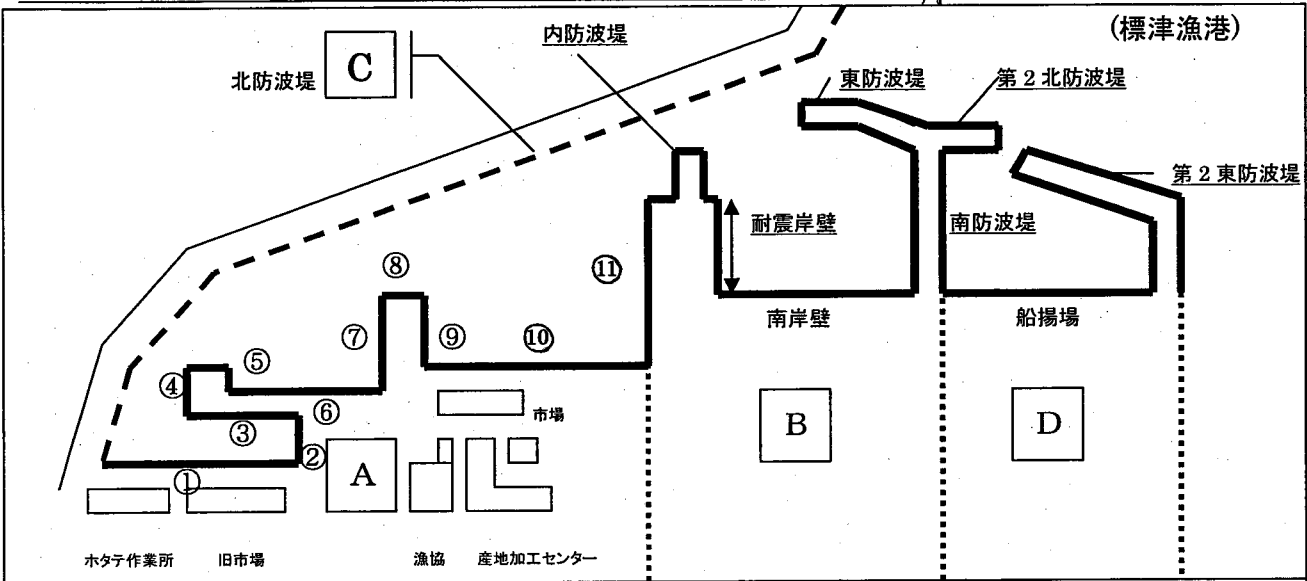 (標津漁港)
内防波堤
北防波堤
C
東防波堤
第2北防波堤
第2東防波堤
耐震岸壁
南防波堤
⑧
⑪
南岸壁
船揚場
⑦
⑨
⑩
⑤
④
⑥
市場
③
B
D
②
A
①
ホタテ作業所
旧市場
漁協
産地加工センター